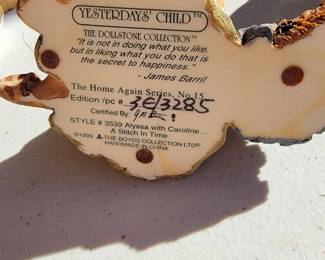 YESTERDAYS' CHILD™
THE DOLLSTONE COLLECTION™
"It is not in doing what you like,
but in liking what you do that is
the secret to happiness."
- James Barril
The Home Again Series, No.15
Edition /pc # 3E/3285
Certified By:
STYLE # 3539 Alyssa with Caroline...
A Stitch In Time
©1999 THE BOYDS COLLECTION LTD®
HANDMADE IN CHINA